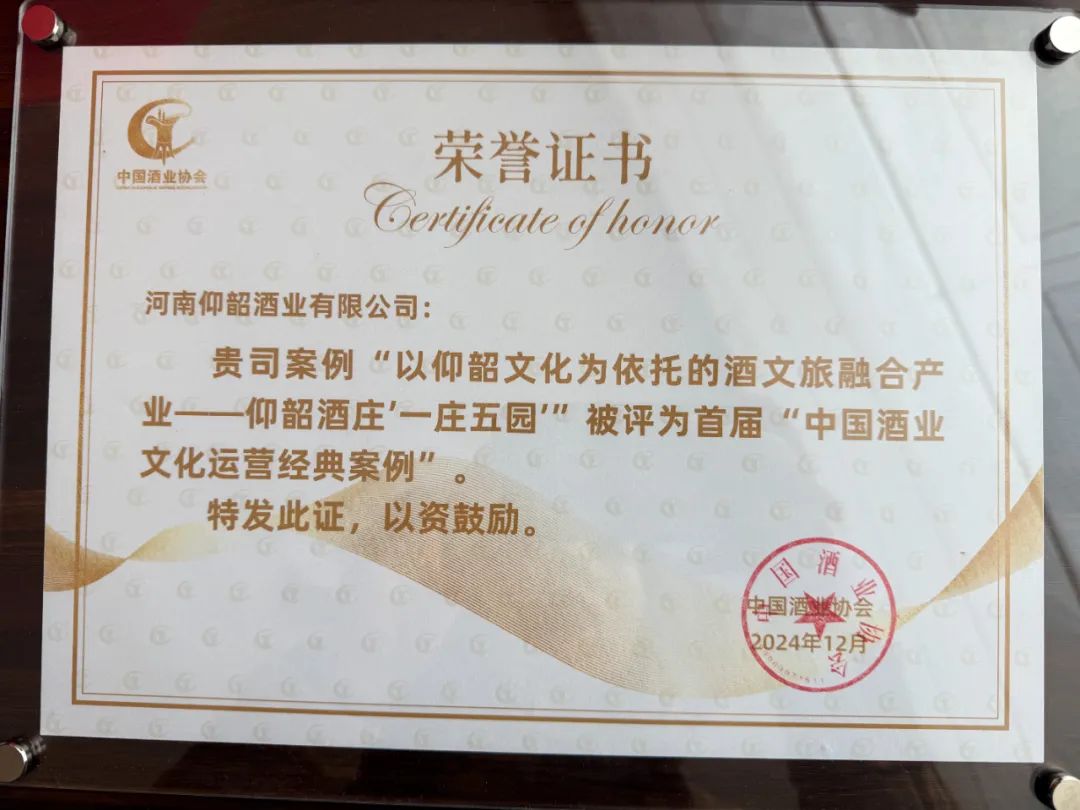 中国酒业协会
荣誉证书
Certificate of honor
河南仰韶酒业有限公司：
贵司案例“以仰韶文化为依托的酒文旅融合产
业——仰韶酒庄‘一庄五园’”被评为首届“中国酒业
文化运营经典案例”。
特发此证，以资鼓励。
中国酒业协会
中国酒业协会
2024年12月